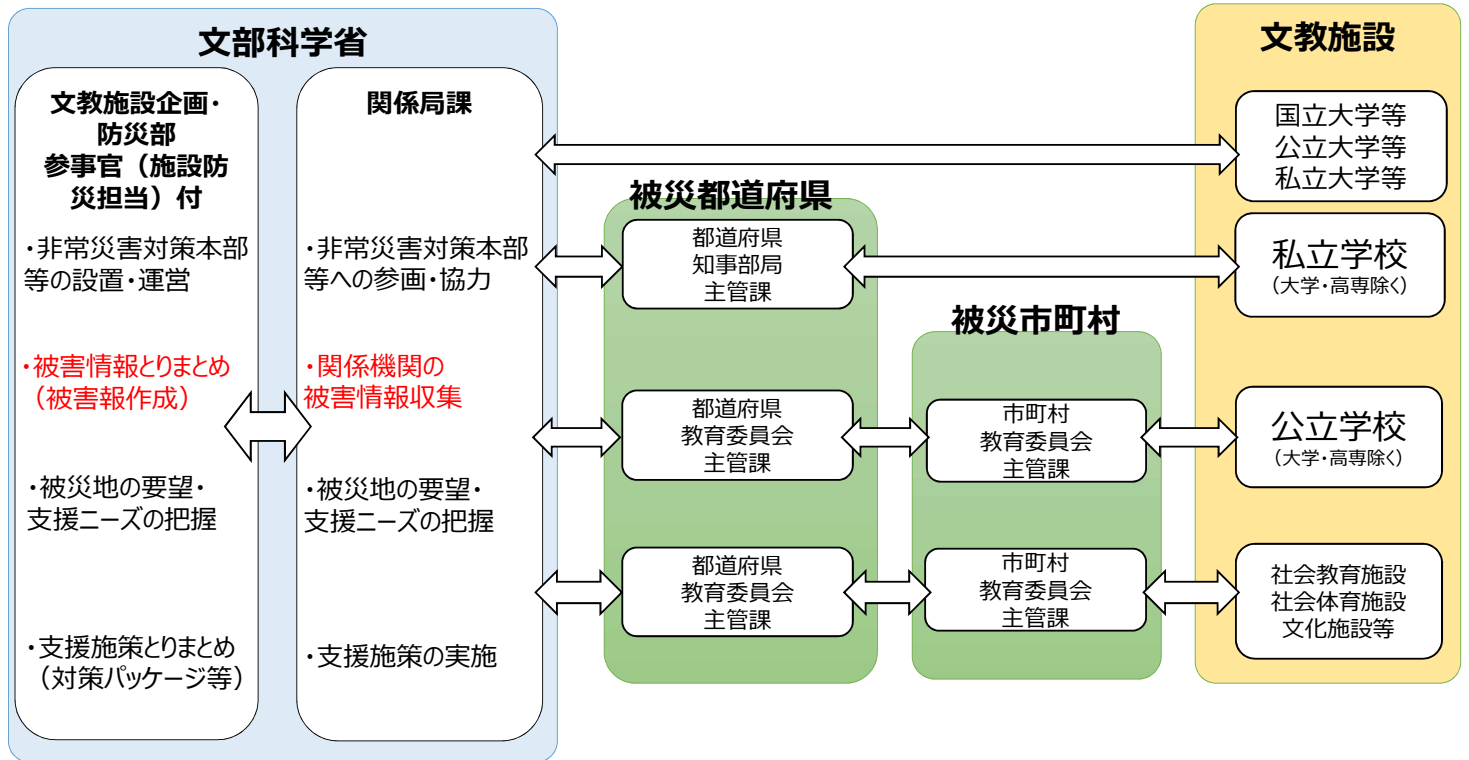 文部科学省
文教施設企画・
防災部
参事官（施設防
災担当）付
・非常災害対策本部
等の設置・運営
・被害情報とりまとめ
（被害報作成）
・被災地の要望・
支援ニーズの把握
・支援施策とりまとめ
（対策パッケージ等）
関係局課
・非常災害対策本部
等への参画・協力
・関係機関の
被害情報収集
・被災地の要望・
支援ニーズの把握
・支援施策の実施
被災都道府県
都道府県
知事部局
主管課
都道府県
教育委員会
主管課
都道府県
教育委員会
主管課
被災市町村
市町村
教育委員会
主管課
市町村
教育委員会
主管課
文教施設
国立大学等
公立大学等
私立大学等
私立学校
（大学・高専除く）
公立学校
（大学・高専除く）
社会教育施設
社会体育施設
文化施設等